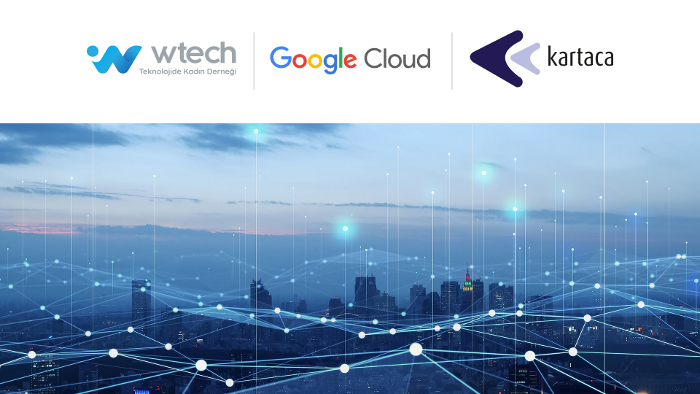 wtech
Teknolojide Kadın Derneği
Google Cloud
kartaca